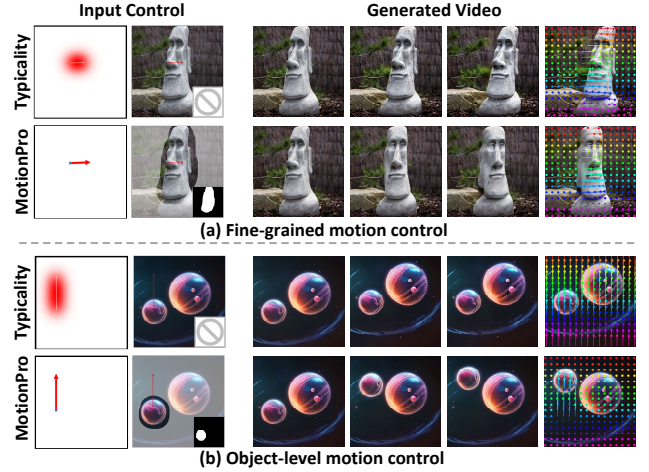 Input Control
Generated Video
Typicality
MotionPro
(a) Fine-grained motion control
Typicality
MotionPro
(b) Object-level motion control